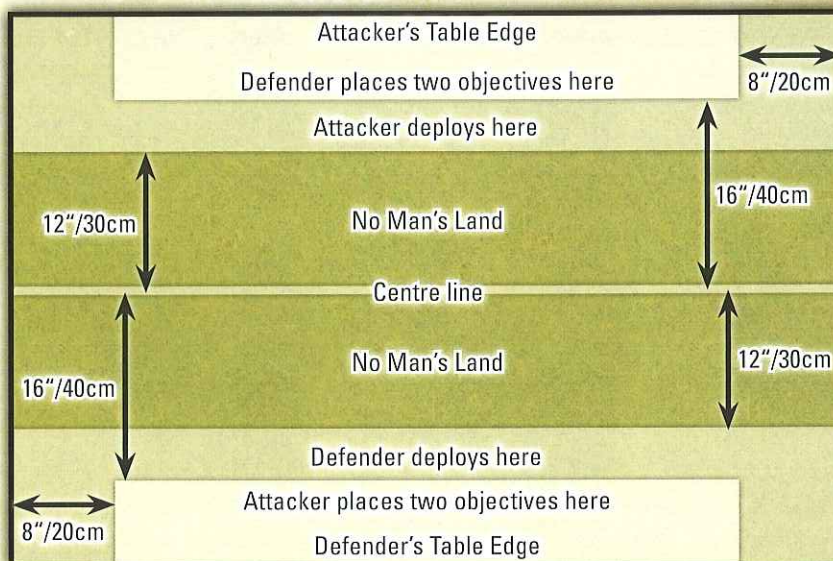 Attacker's Table Edge
Defender places two objectives here
8"/20cm
Attacker deploys here
16"/40cm
12"/30cm
No Man's Land
Centre line
No Man's Land
12"/30cm
16"/40cm
Defender deploys here
Attacker places two objectives here
8"/20cm
Defender's Table Edge